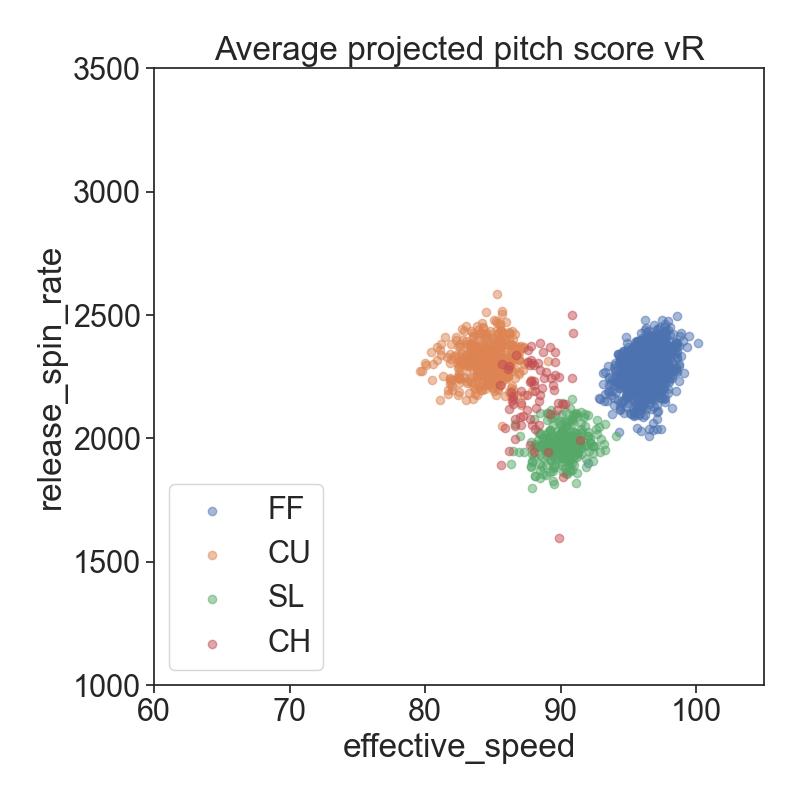 Average projected pitch score vR
3500
3000
2500
2000
1500
1000
release_spin_rate
FF
CU
SL
CH
60 70 80 90 100
effective_speed